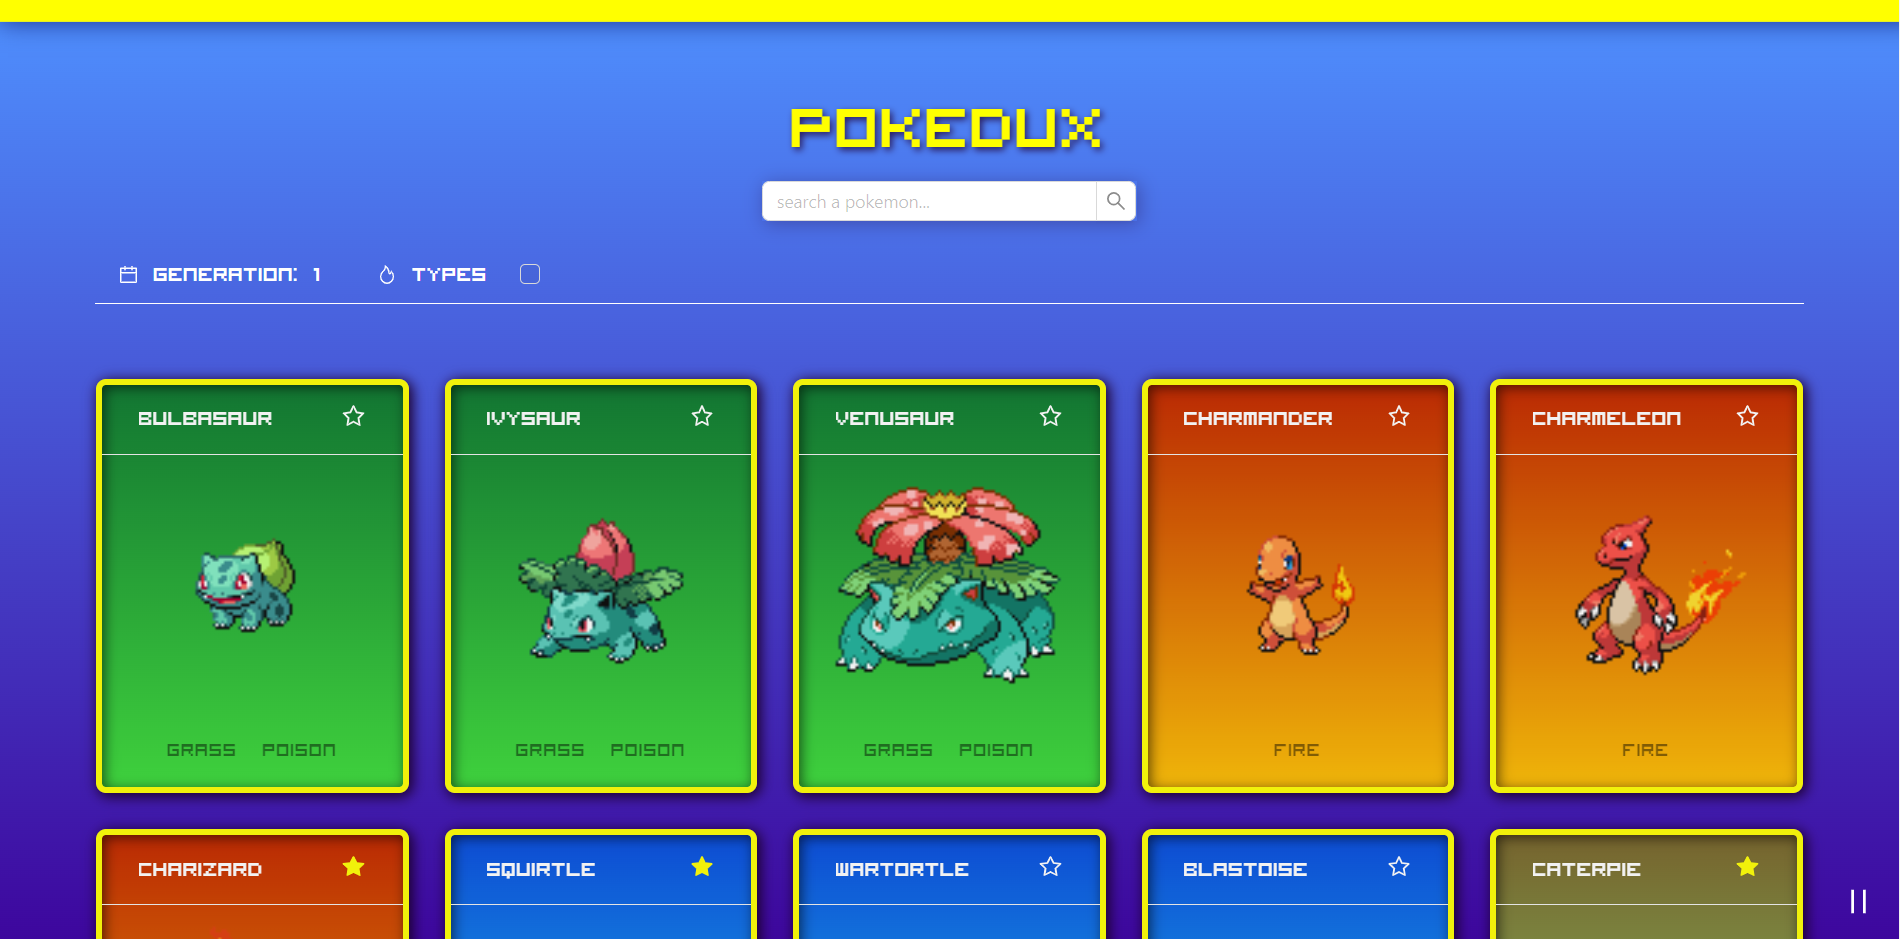 POKEDUX
search a pokemon...
GENERATION: 1 TYPES
BULBASAUR IVYSAUR VENUSAUR CHARMANDER CHARMELEON
GRASS POISON GRASS POISON GRASS POISON FIRE FIRE
CHARIZARD SQUIRTLE WARTORTLE BLASTOISE CATERPIE